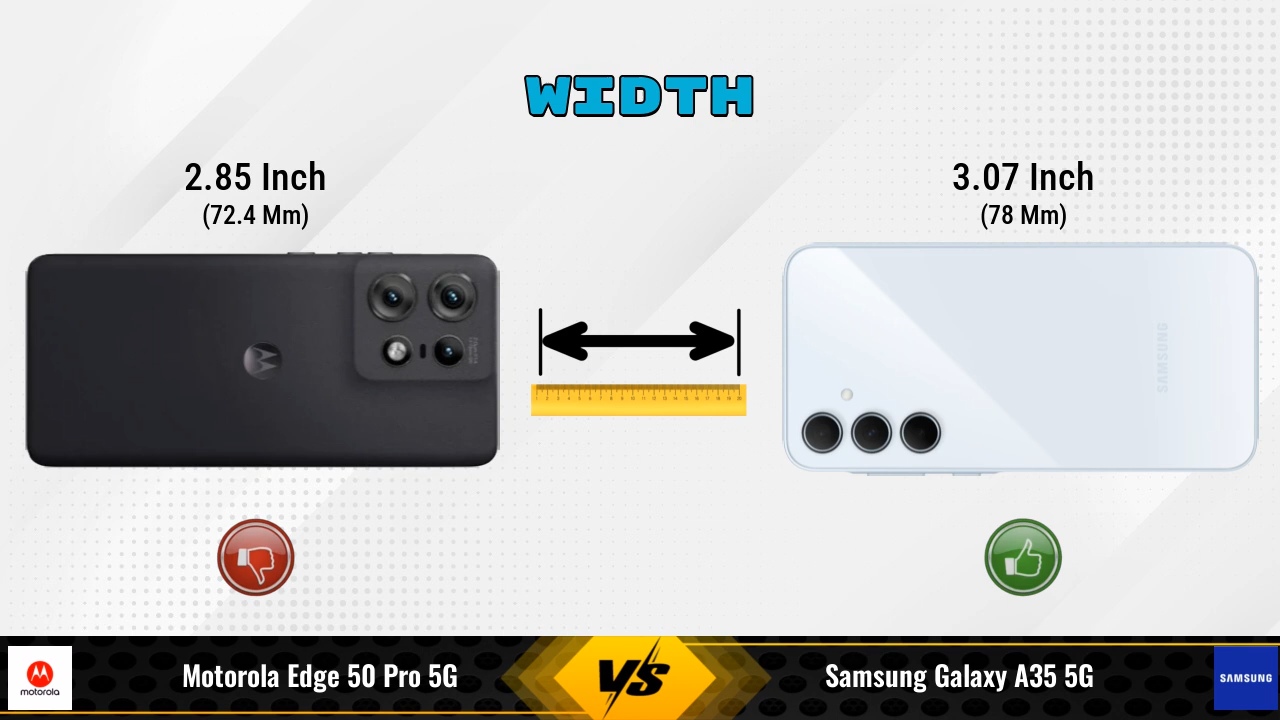 WIDTH
2.85 Inch
(72.4 Mm)
3.07 Inch
(78 Mm)
SAMSUNG
motorola
Motorola Edge 50 Pro 5G
VS
Samsung Galaxy A35 5G
SAMSUNG